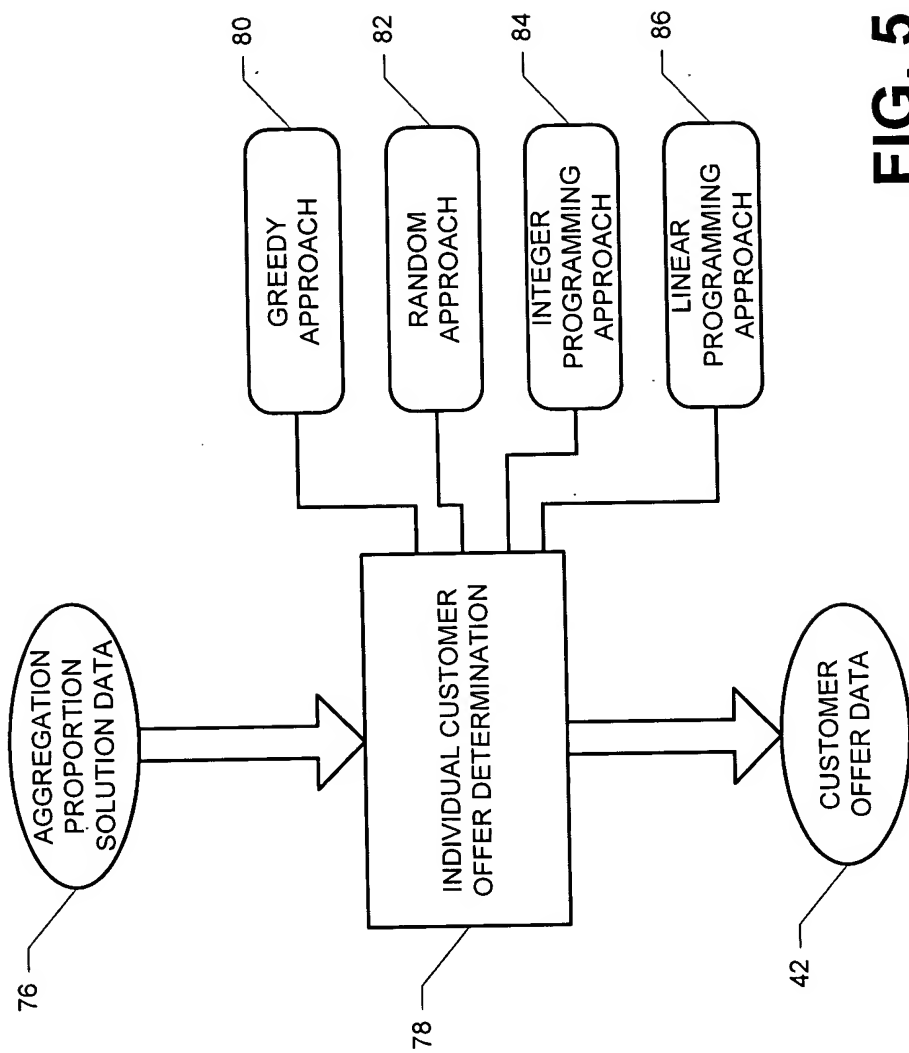 76
AGGREGATION
PROPORTION
SOLUTION DATA
78
INDIVIDUAL CUSTOMER
OFFER DETERMINATION
42
CUSTOMER
OFFER DATA
GREEDY
APPROACH
80
RANDOM
APPROACH
82
INTEGER
PROGRAMMING
APPROACH
84
LINEAR
PROGRAMMING
APPROACH
86
FIG. 5